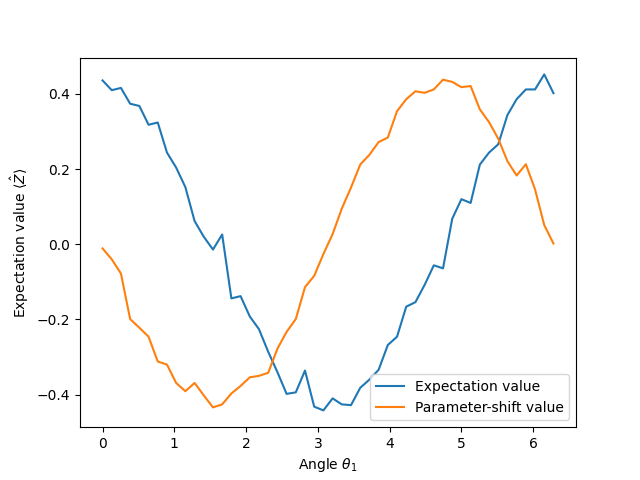 0.4
0.2
0.0
−0.2
−0.4
Expectation value ⟨Ẑ⟩
0 1 2 3 4 5 6
Angle θ₁
Expectation value
Parameter-shift value